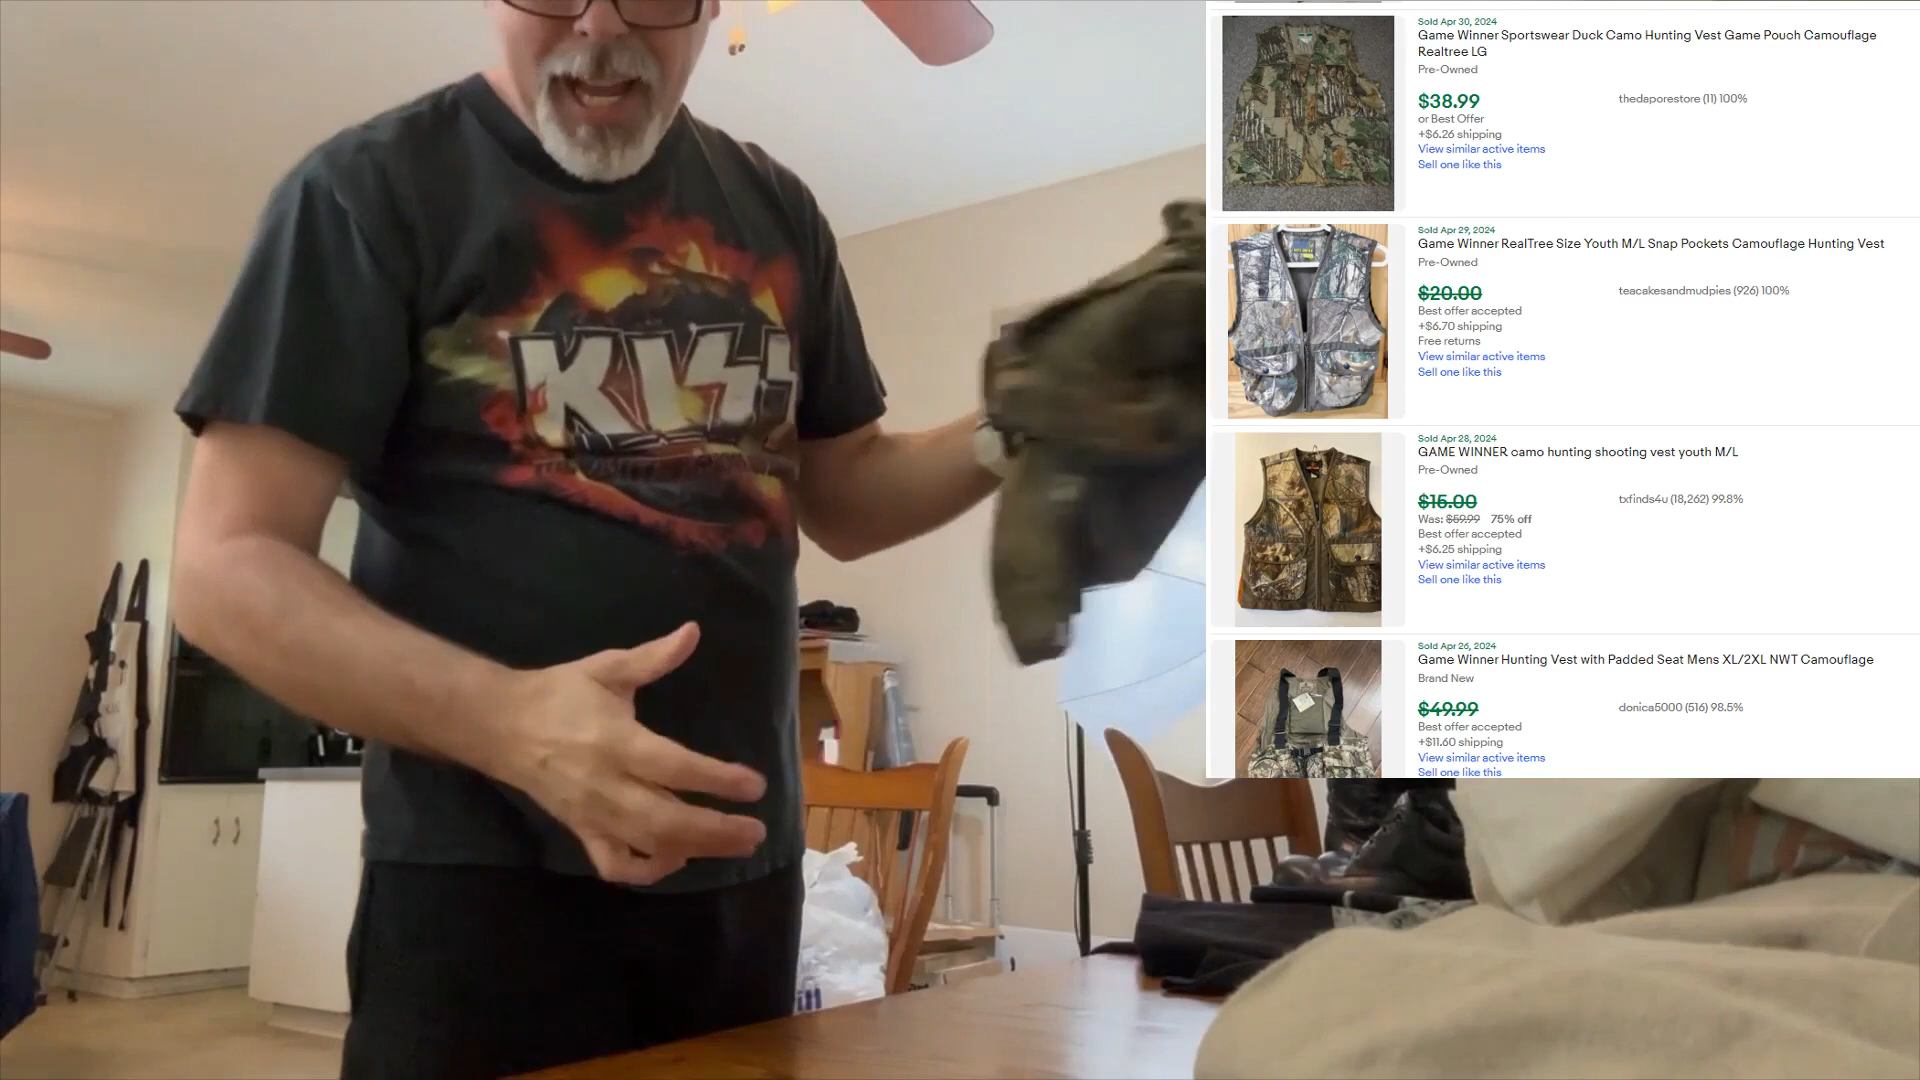 KISS
Sold Apr 30, 2024
Game Winner Sportswear Duck Camo Hunting Vest Game Pouch Camouflage
Realtree LG
Pre-Owned
$38.99
thedaporestore (11) 100%
or Best Offer
+$6.26 shipping
View similar active items
Sell one like this
Sold Apr 29, 2024
Game Winner RealTree Size Youth M/L Snap Pockets Camouflage Hunting Vest
Pre-Owned
$20.00
teacakesandmudpies (926) 100%
Best offer accepted
+$6.70 shipping
Free returns
View similar active items
Sell one like this
Sold Apr 28, 2024
GAME WINNER camo hunting shooting vest youth M/L
Pre-Owned
$15.00
txfinds4u (18,262) 99.8%
Was: $59.99 75% off
Best offer accepted
+$6.25 shipping
View similar active items
Sell one like this
Sold Apr 26, 2024
Game Winner Hunting Vest with Padded Seat Mens XL/2XL NWT Camouflage
Brand New
$49.99
donica5000 (516) 98.5%
Best offer accepted
+$11.60 shipping
View similar active items
Sell one like this